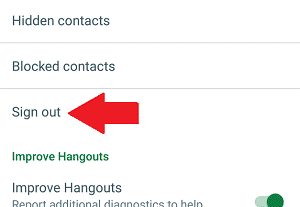 Hidden contacts
Blocked contacts
Sign out
Improve Hangouts
Improve Hangouts
Report additional diagnostics to help